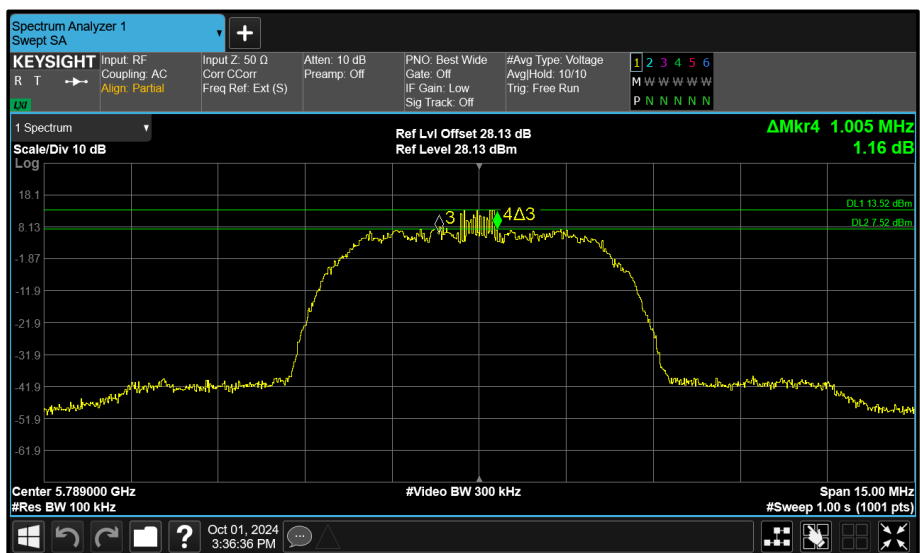 Spectrum Analyzer 1
Swept SA
+
KEYSIGHT
R T
LXI
Input: RF
Coupling: AC
Align: Partial
Input Z: 50 Ω
Corr CCorr
Freq Ref: Ext (S)
Atten: 10 dB
Preamp: Off
PNO: Best Wide
Gate: Off
IF Gain: Low
Sig Track: Off
#Avg Type: Voltage
Avg|Hold: 10/10
Trig: Free Run
1 2 3 4 5 6
M W W W W W
P N N N N N
1 Spectrum
Scale/Div 10 dB
Log
Ref Lvl Offset 28.13 dB
Ref Level 28.13 dBm
ΔMkr4 1.005 MHz
1.16 dB
18.1
8.13
-1.87
-11.9
-21.9
-31.9
-41.9
-51.9
-61.9
3
4Δ3
DL1 13.52 dBm
DL2 7.52 dBm
Center 5.789000 GHz
#Res BW 100 kHz
#Video BW 300 kHz
Span 15.00 MHz
#Sweep 1.00 s (1001 pts)
?
Oct 01, 2024
3:36:36 PM